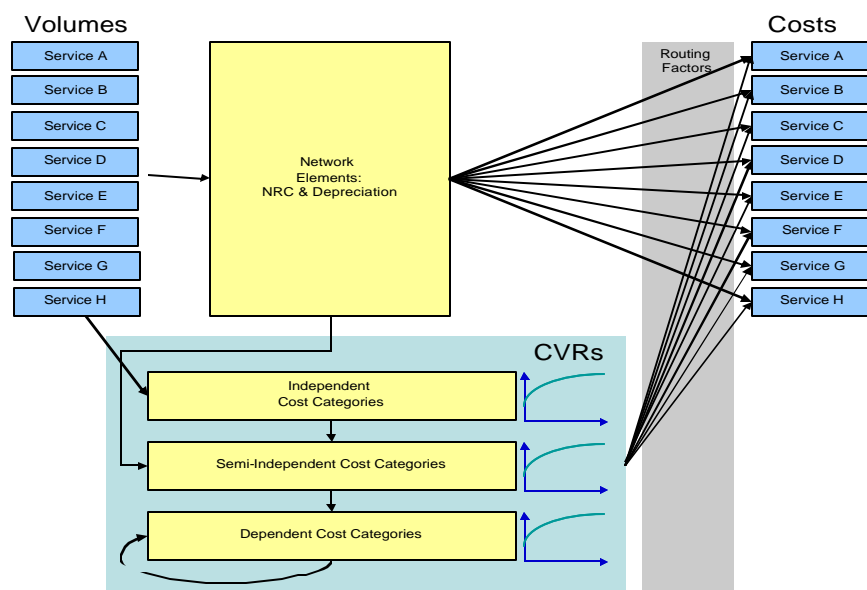 Volumes
Service A
Service B
Service C
Service D
Service E
Service F
Service G
Service H
Network
Elements:
NRC & Depreciation
Routing
Factors
Costs
Service A
Service B
Service C
Service D
Service E
Service F
Service G
Service H
CVRs
Independent
Cost Categories
Semi-Independent Cost Categories
Dependent Cost Categories